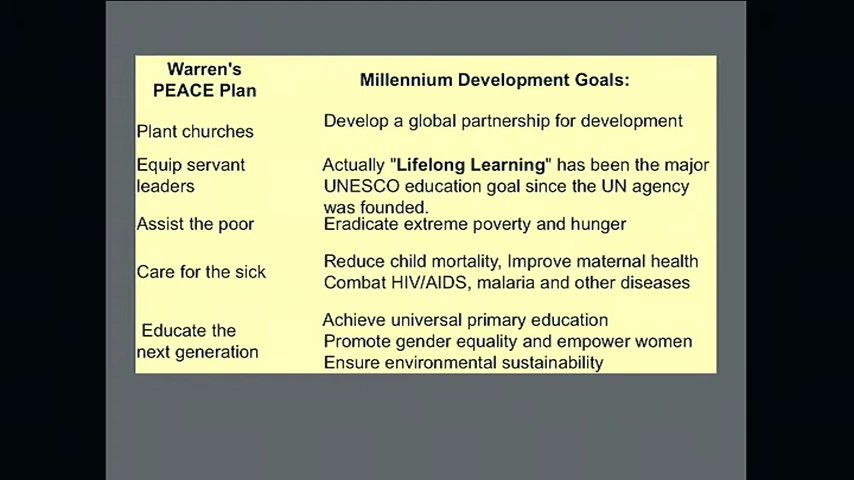 Warren's
PEACE Plan
Millennium Development Goals:
Plant churches
Develop a global partnership for development
Equip servant
leaders
Actually "Lifelong Learning" has been the major
UNESCO education goal since the UN agency
was founded.
Assist the poor
Eradicate extreme poverty and hunger
Care for the sick
Reduce child mortality, Improve maternal health
Combat HIV/AIDS, malaria and other diseases
Educate the
next generation
Achieve universal primary education
Promote gender equality and empower women
Ensure environmental sustainability